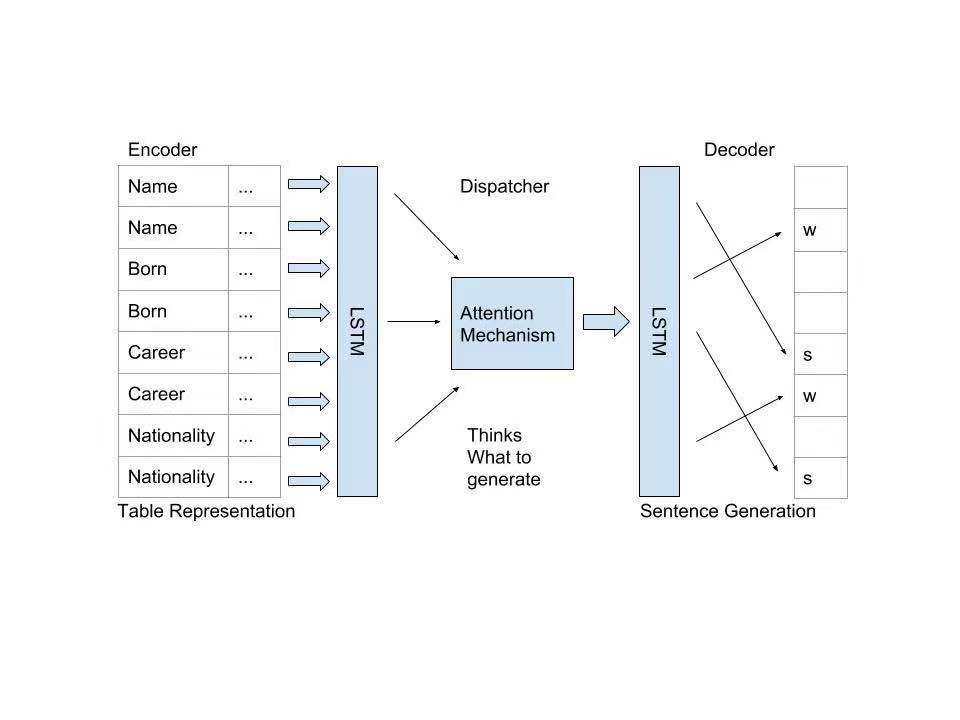 Encoder
Decoder
Name ...
Name ...
Born ...
Born ...
Career ...
Career ...
Nationality ...
Nationality ...
Table Representation
LSTM
Dispatcher
Attention
Mechanism
Thinks
What to
generate
LSTM
w
s
w
s
Sentence Generation